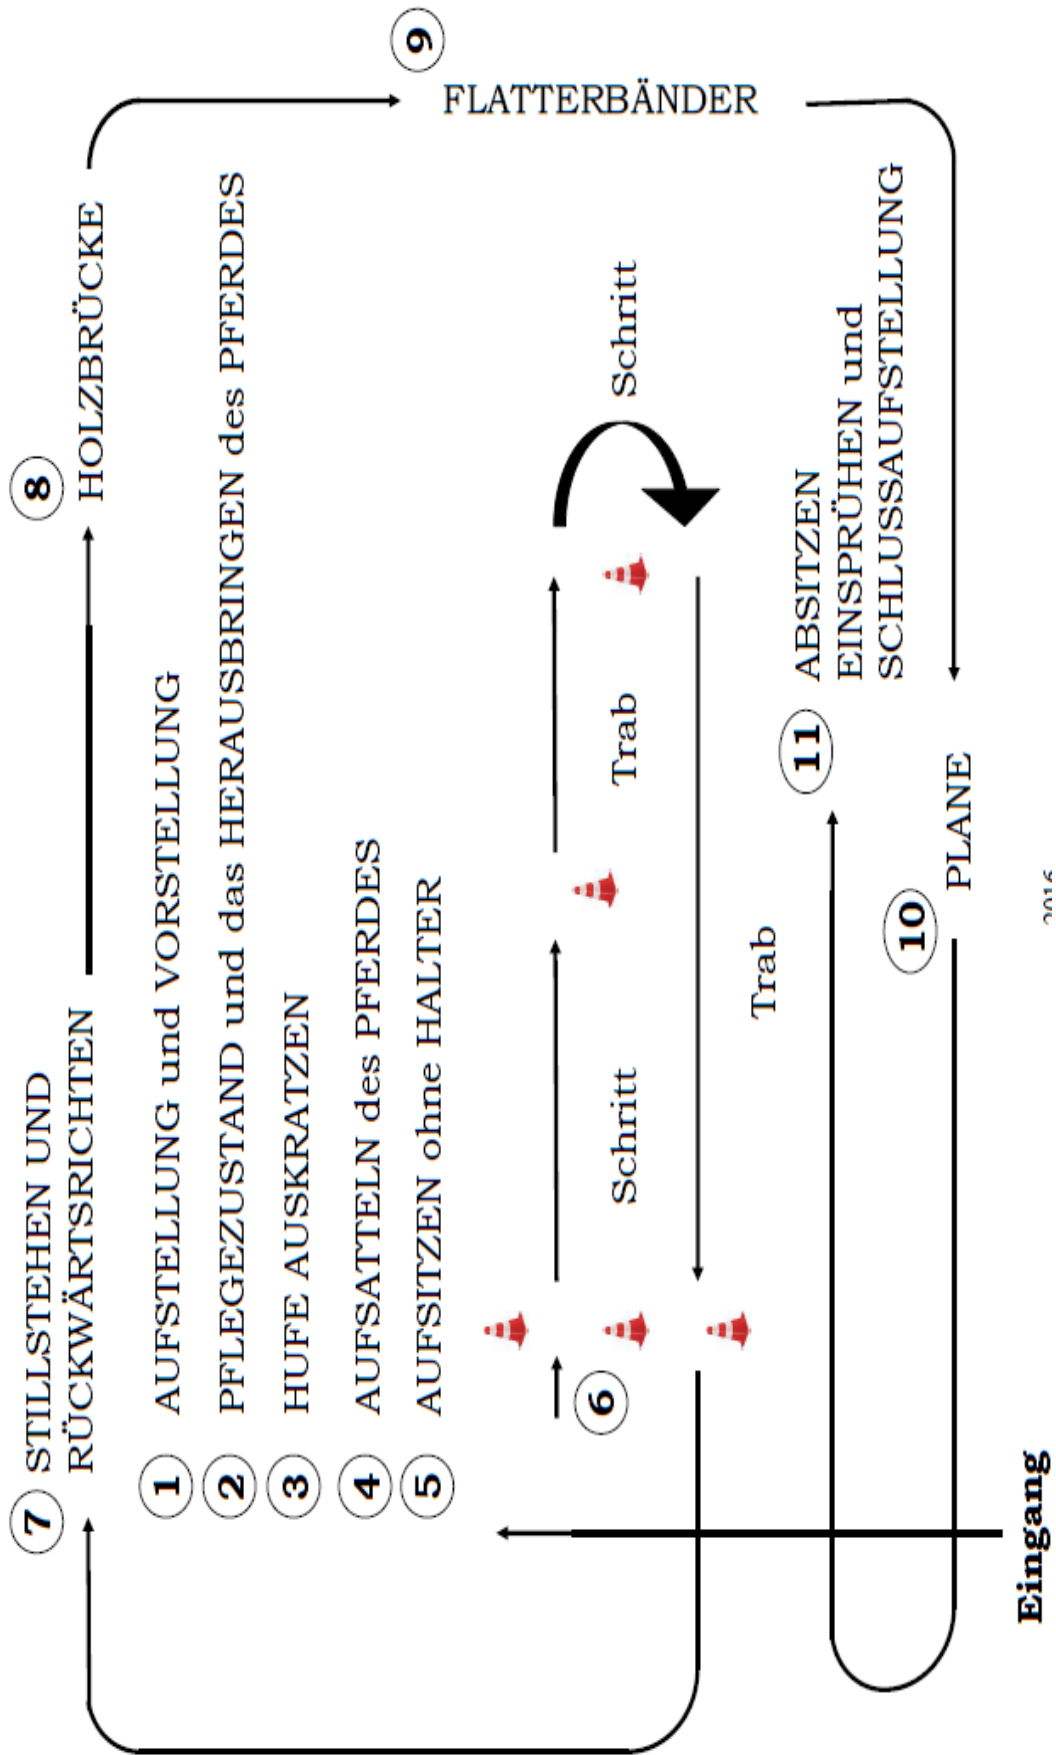 7 STILLSTEHEN UND
RÜCKWÄRTSRICHTEN
8
HOLZBRÜCKE
9
FLATTERBÄNDER
1 AUFSTELLUNG und VORSTELLUNG
2 PFLEGEZUSTAND und das HERAUSBRINGEN des PFERDES
3 HUFE AUSKRATZEN
4 AUFSATTELN des PFERDES
5 AUFSITZEN ohne HALTER
6
Schritt
Trab
Schritt
Trab
11 ABSITZEN
EINSPRÜHEN und
SCHLUSSAUFSTELLUNG
10
PLANE
Eingang
2016